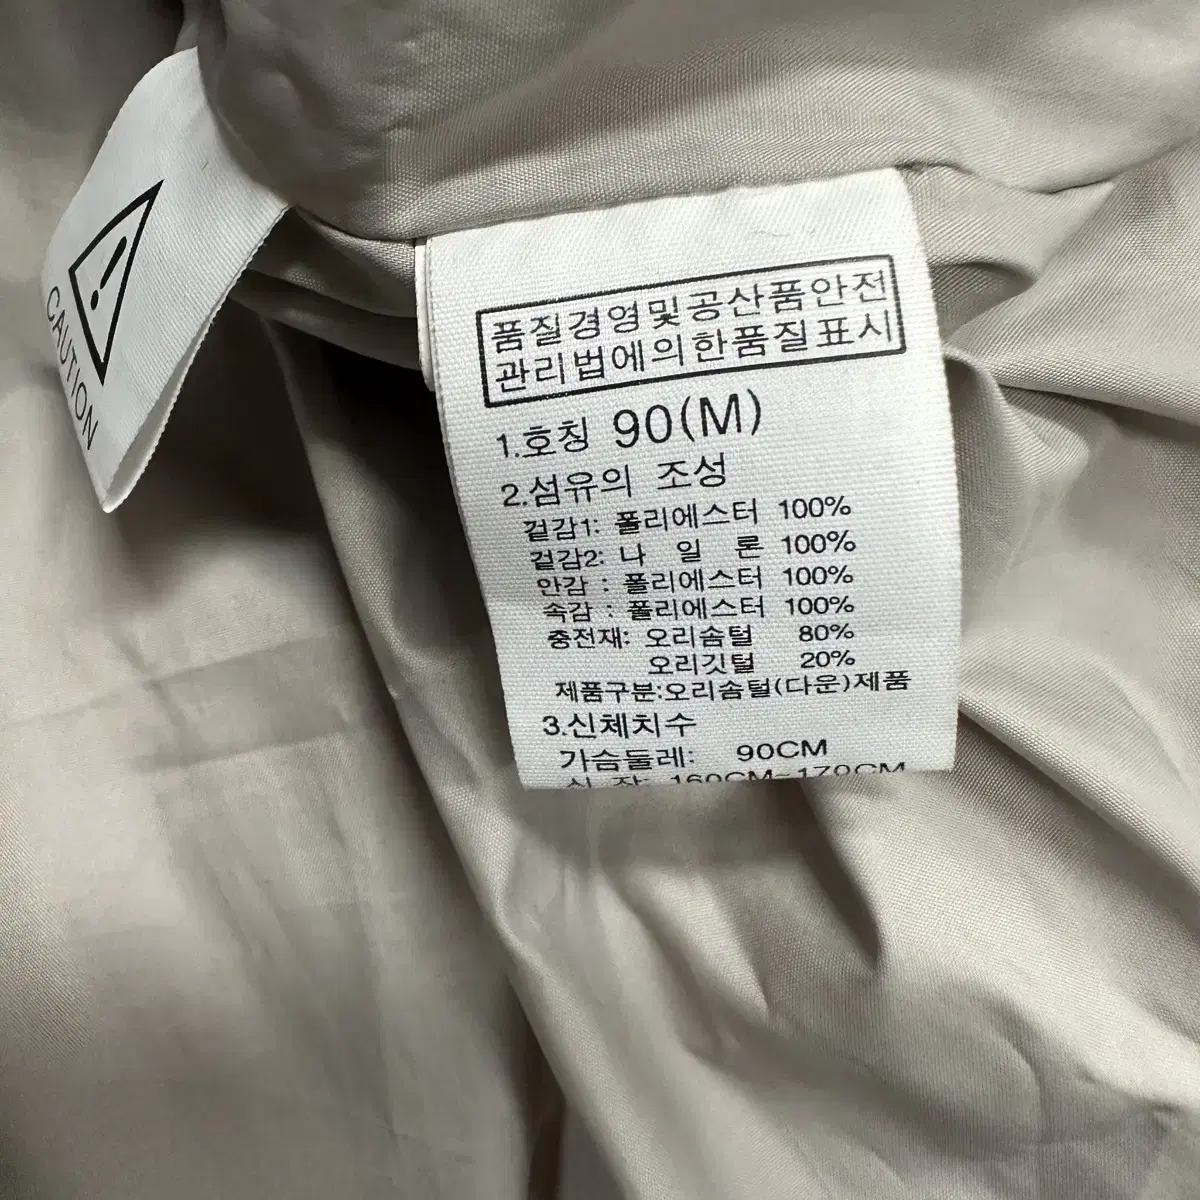 CAUTION
품질경영및공산품안전
관리법에의한품질표시
1.호칭 90(M)
2.섬유의 조성
겉감1: 폴리에스터 100%
겉감2: 나 일 론 100%
안감 : 폴리에스터 100%
속감 : 폴리에스터 100%
충전재: 오리솜털 80%
오리깃털 20%
제품구분:오리솜털(다운)제품
3.신체치수
가슴둘레: 90CM
신 장: 160CM~170CM